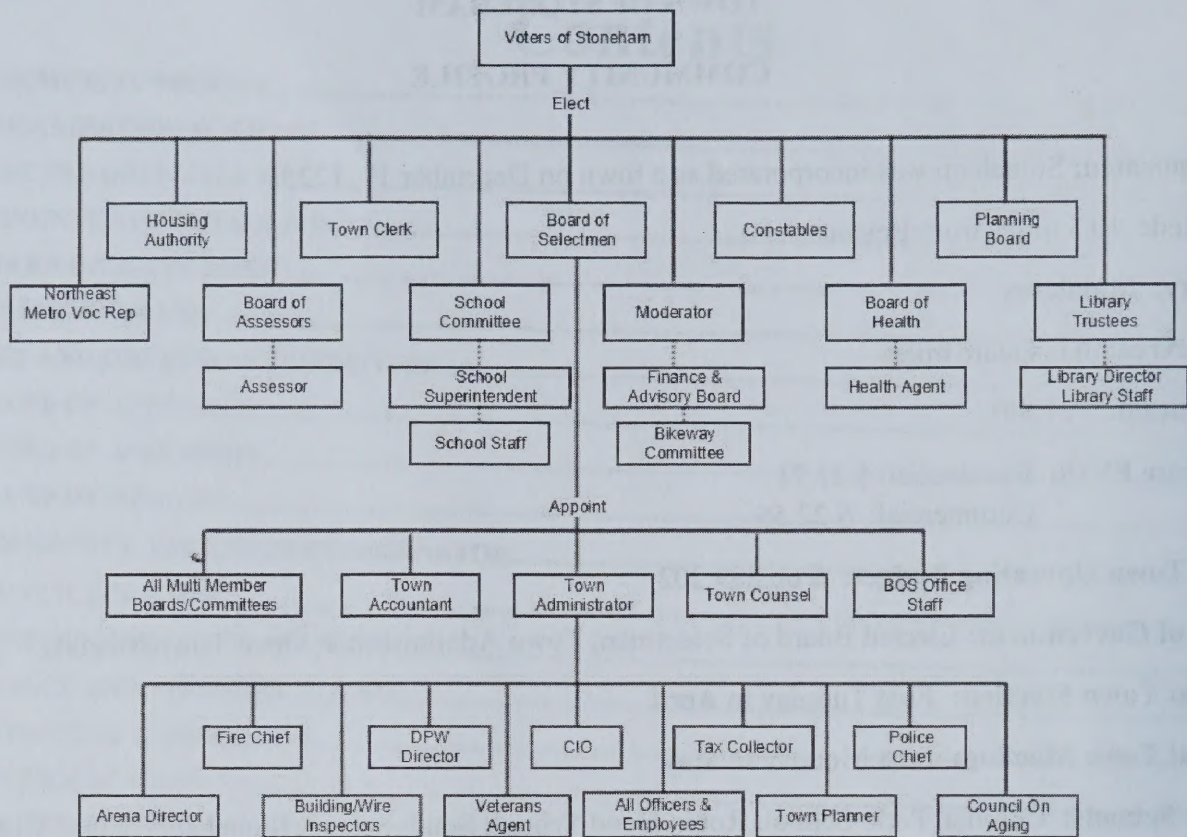 Voters of Stoneham
Elect
Housing
Authority
Town Clerk
Board of
Selectmen
Constables
Planning
Board
Northeast
Metro Voc Rep
Board of
Assessors
School
Committee
Moderator
Board of
Health
Library
Trustees
Assessor
School
Superintendent
Finance &
Advisory Board
Health Agent
Library Director
Library Staff
School Staff
Bikeway
Committee
Appoint
All Multi Member
Boards/Committees
Town
Accountant
Town
Administrator
Town Counsel
BOS Office
Staff
Fire Chief
DPW
Director
CIO
Tax Collector
Police
Chief
Arena Director
Building/Wire
Inspectors
Veterans
Agent
All Officers &
Employees
Town Planner
Council On
Aging